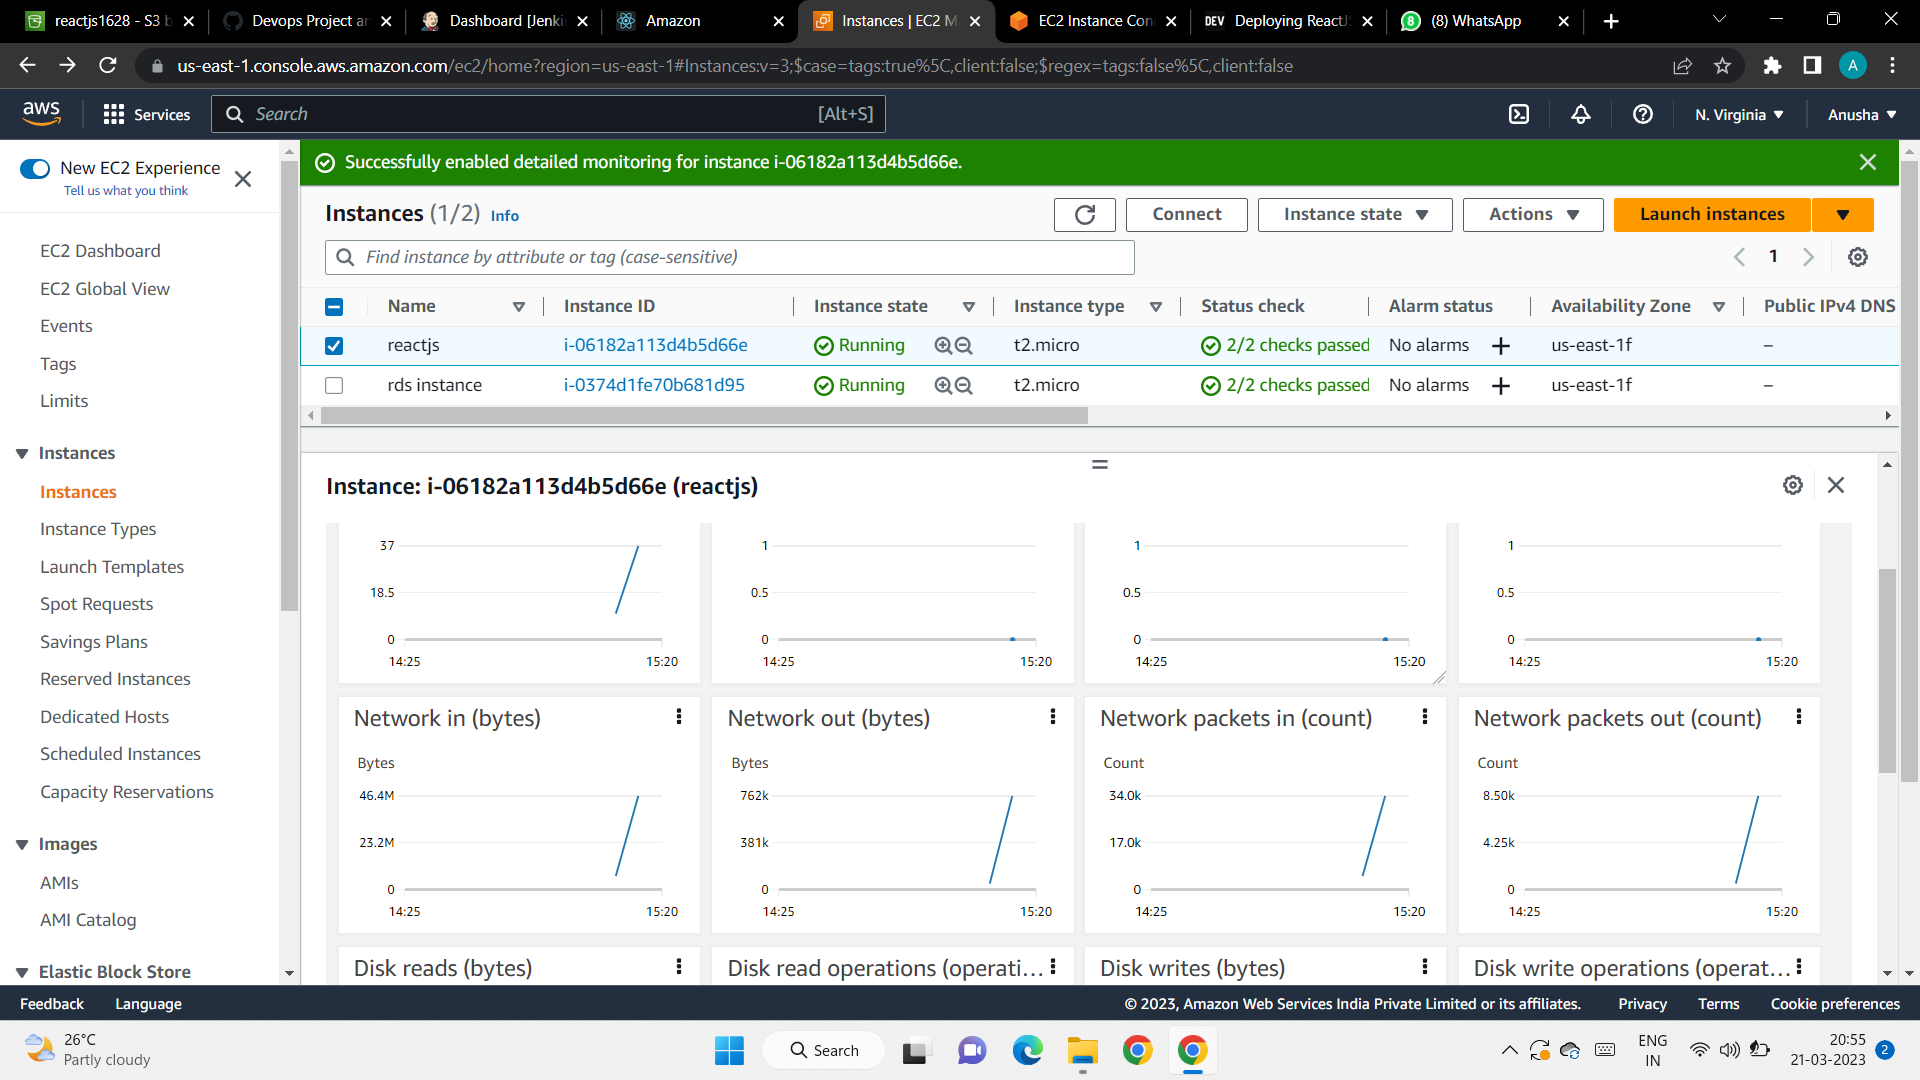 reactjs1628 - S3 b
Devops Project an
Dashboard [Jenki
Amazon
Instances | EC2 M
EC2 Instance Con
DEV Deploying ReactJS
8 (8) WhatsApp
us-east-1.console.aws.amazon.com/ec2/home?region=us-east-1#Instances:v=3;$case=tags:true%5C,client:false;$regex=tags:false%5C,client:false
A
aws Services Search [Alt+S] N. Virginia Anusha
New EC2 Experience
Tell us what you think
EC2 Dashboard
EC2 Global View
Events
Tags
Limits
Instances
Instances
Instance Types
Launch Templates
Spot Requests
Savings Plans
Reserved Instances
Dedicated Hosts
Scheduled Instances
Capacity Reservations
Images
AMIs
AMI Catalog
Elastic Block Store
Successfully enabled detailed monitoring for instance i-06182a113d4b5d66e.
Instances (1/2) Info Connect Instance state Actions Launch instances
Find instance by attribute or tag (case-sensitive) 1
Name Instance ID Instance state Instance type Status check Alarm status Availability Zone Public IPv4 DNS
reactjs i-06182a113d4b5d66e Running t2.micro 2/2 checks passed No alarms + us-east-1f –
rds instance i-0374d1fe70b681d95 Running t2.micro 2/2 checks passed No alarms + us-east-1f –
Instance: i-06182a113d4b5d66e (reactjs)
37 1 1 1
18.5 0.5 0.5 0.5
0 0 0 0
14:25 15:20 14:25 15:20 14:25 15:20 14:25 15:20
Network in (bytes) Network out (bytes) Network packets in (count) Network packets out (count)
Bytes Bytes Count Count
46.4M 762k 34.0k 8.50k
23.2M 381k 17.0k 4.25k
0 0 0 0
14:25 15:20 14:25 15:20 14:25 15:20 14:25 15:20
Disk reads (bytes) Disk read operations (operati... Disk writes (bytes) Disk write operations (operat...
Feedback Language © 2023, Amazon Web Services India Private Limited or its affiliates. Privacy Terms Cookie preferences
26°C
Partly cloudy
Search
ENG
IN
20:55
21-03-2023
2